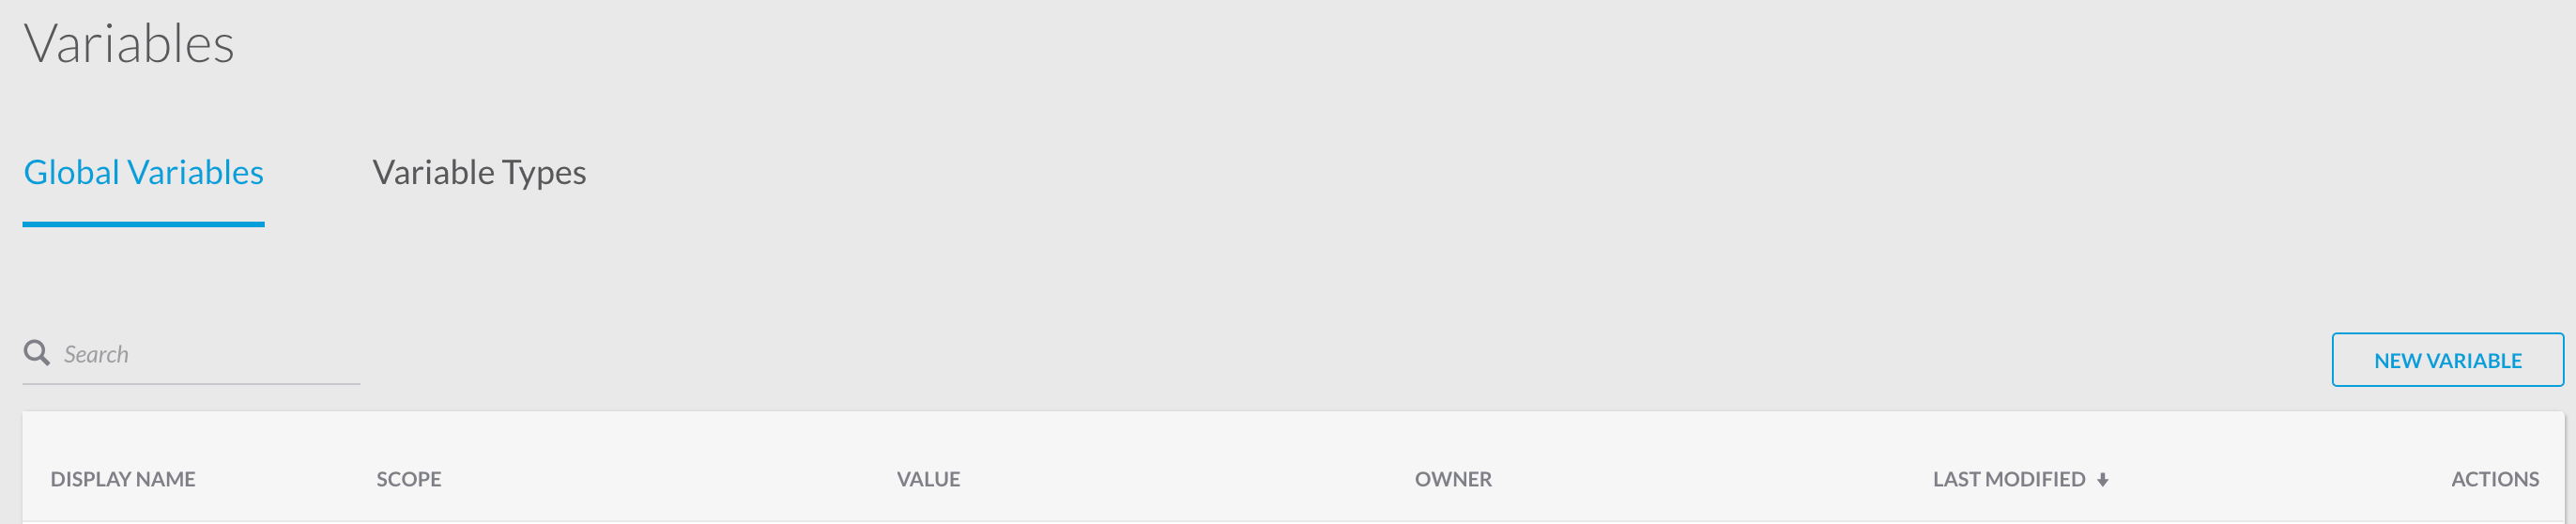 Variables
Global Variables Variable Types
Search
NEW VARIABLE
DISPLAY NAME SCOPE VALUE OWNER LAST MODIFIED ACTIONS